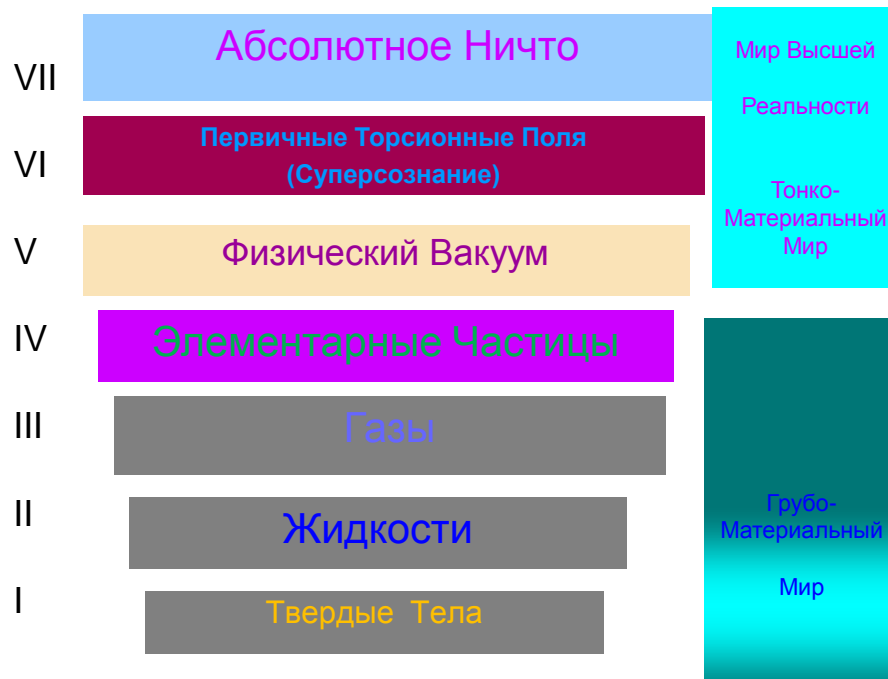 VII
Абсолютное Ничто
VI
Первичные Торсионные Поля
(Суперсознание)
V
Физический Вакуум
IV
Элементарные Частицы
III
Газы
II
Жидкости
I
Твердые Тела
Мир Высшей
Реальности
Тонко-
Материальный
Мир
Грубо-
Материальный
Мир